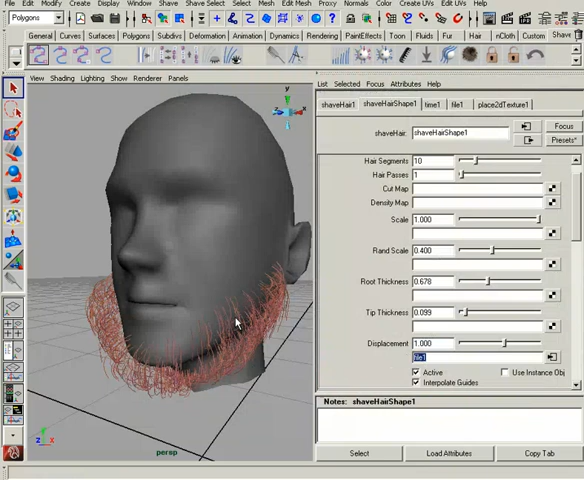 File Edit Modify Create Display Window Assets Shave Shave Select Select Mesh Edit Mesh Proxy Normals Color Create UVs Edit UVs
Polygons
General Curves Surfaces Polygons Subdivs Deformation Animation Dynamics Rendering PaintEffects Toon Fluids Fur Hair nCloth Custom Shave
View Shading Lighting Show Renderer Panels
List Selected Focus Attributes Help
shaveHair1 shaveHairShape1 time1 file1 place2dTexture1
shaveHair: shaveHairShape1
Focus
Presets*
Hair Segments 10
Hair Passes 1
Cut Map
Density Map
Scale 1.000
Rand Scale 0.400
Root Thickness 0.678
Tip Thickness 0.099
Displacement 1.000
file1
Active Use Instance Obj
Interpolate Guides
Notes: shaveHairShape1
Select Load Attributes Copy Tab
y
z x
persp